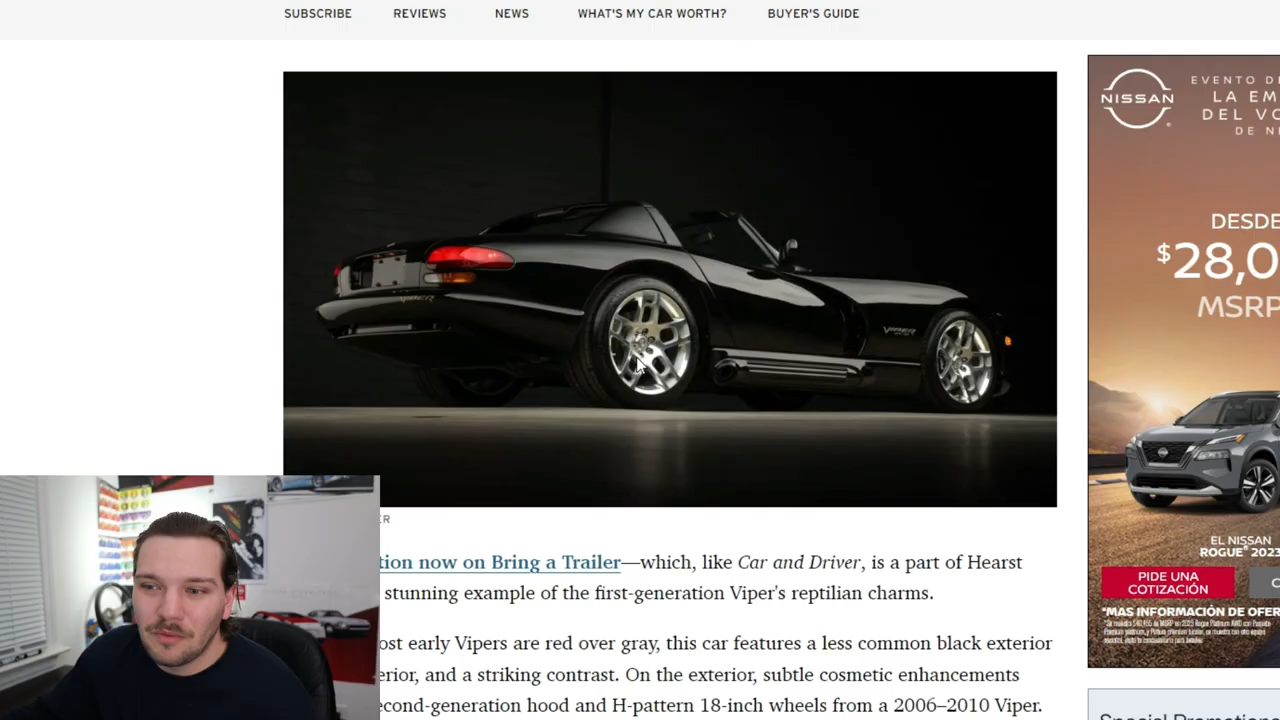 SUBSCRIBE REVIEWS NEWS WHAT'S MY CAR WORTH? BUYER'S GUIDE
VIPER
ER
tion now on Bring a Trailer—which, like Car and Driver, is a part of Hearst
stunning example of the first-generation Viper's reptilian charms.
ost early Vipers are red over gray, this car features a less common black exterior
erior, and a striking contrast. On the exterior, subtle cosmetic enhancements
econd-generation hood and H-pattern 18-inch wheels from a 2006–2010 Viper.
NISSAN
EVENTO D
LA EM
DEL VO
DE N
DESDE
$28,0
MSRP
EL NISSAN
ROGUE® 2023
PIDE UNA
COTIZACIÓN
*MAS INFORMACIÓN DE OFER
Special Promotions